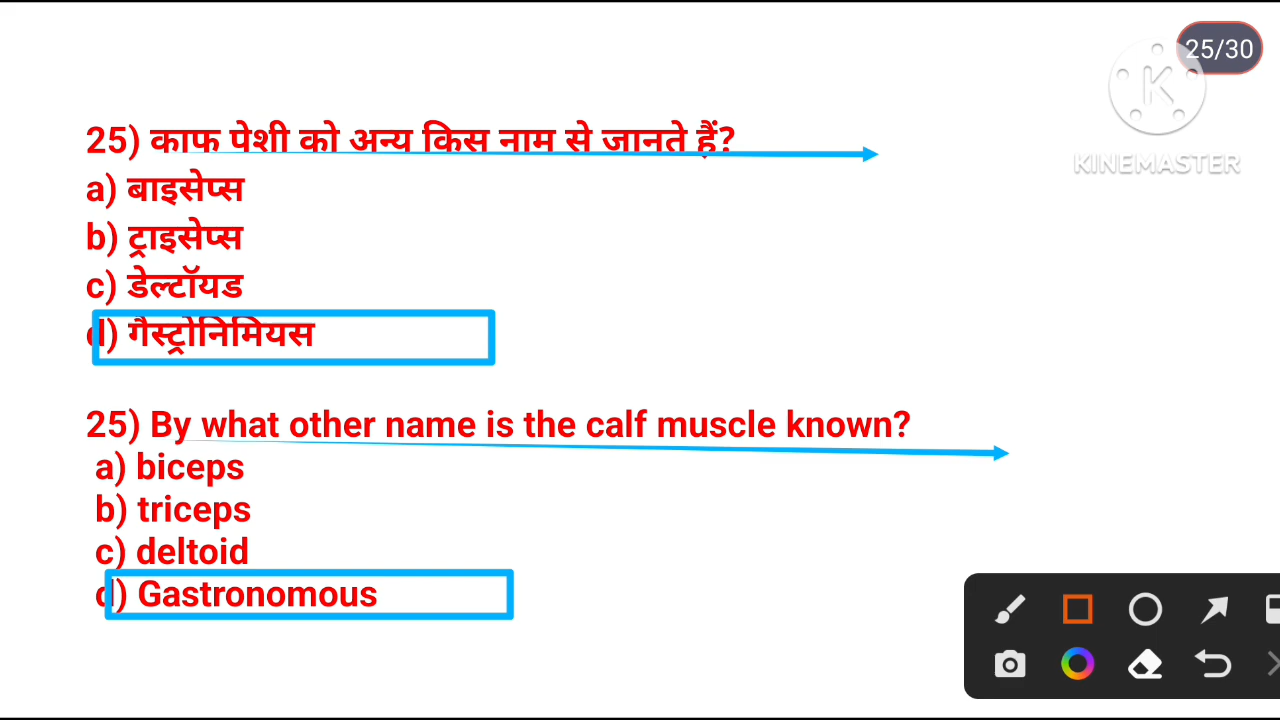 25/30
KINEMASTER
25) काफ पेशी को अन्य किस नाम से जानते हैं?
a) बाइसेप्स
b) ट्राइसेप्स
c) डेल्टॉयड
d) गैस्ट्रोनिमियस
25) By what other name is the calf muscle known?
a) biceps
b) triceps
c) deltoid
d) Gastronomous